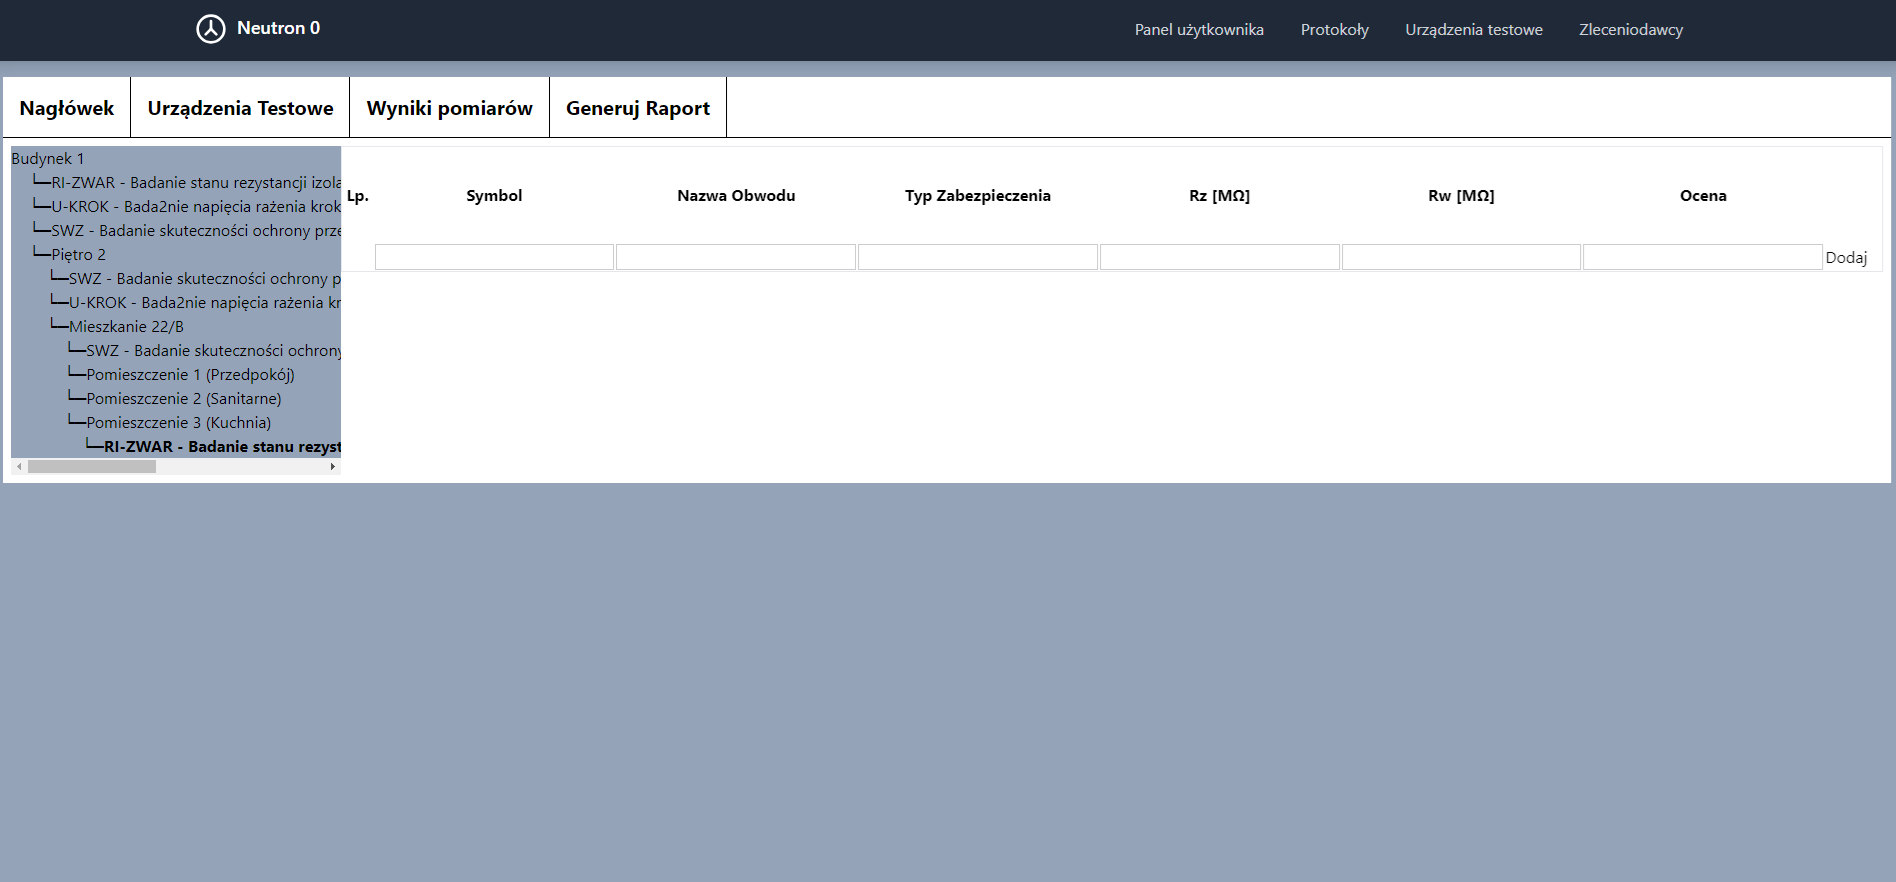 Neutron 0
Panel użytkownika Protokoły Urządzenia testowe Zleceniodawcy
Nagłówek Urządzenia Testowe Wyniki pomiarów Generuj Raport
Budynek 1
RI-ZWAR - Badanie stanu rezystancji izola
U-KROK - Bada2nie napięcia rażenia krok
SWZ - Badanie skuteczności ochrony prze
Piętro 2
SWZ - Badanie skuteczności ochrony p
U-KROK - Bada2nie napięcia rażenia kr
Mieszkanie 22/B
SWZ - Badanie skuteczności ochrony
Pomieszczenie 1 (Przedpokój)
Pomieszczenie 2 (Sanitarne)
Pomieszczenie 3 (Kuchnia)
RI-ZWAR - Badanie stanu rezyst
Lp. Symbol Nazwa Obwodu Typ Zabezpieczenia Rz [MΩ] Rw [MΩ] Ocena
Dodaj